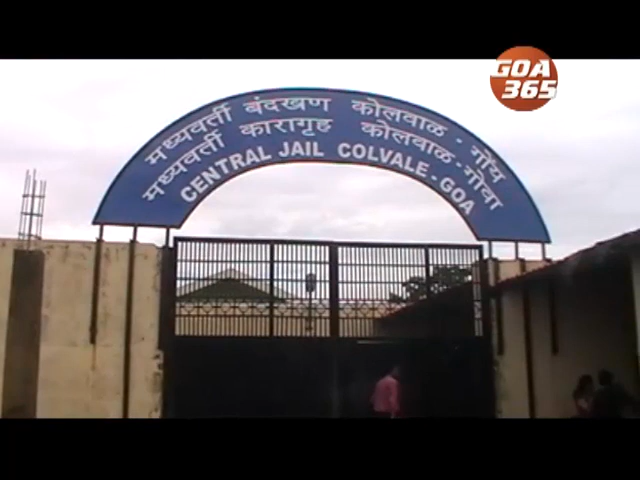 GOA
365
मध्यवर्ती बंदखण कोलवाळ - गोंय
मध्यवर्ती कारागृह कोलवाळ - गोवा
CENTRAL JAIL COLVALE - GOA